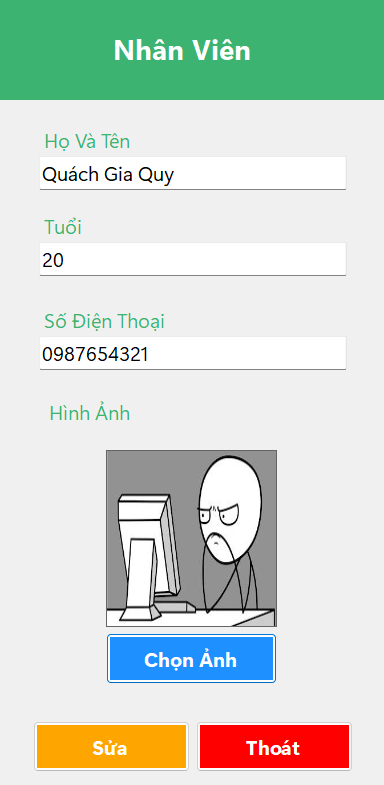 Nhân Viên
Họ Và Tên
Quách Gia Quy
Tuổi
20
Số Điện Thoại
0987654321
Hình Ảnh
Chọn Ảnh
Sửa
Thoát